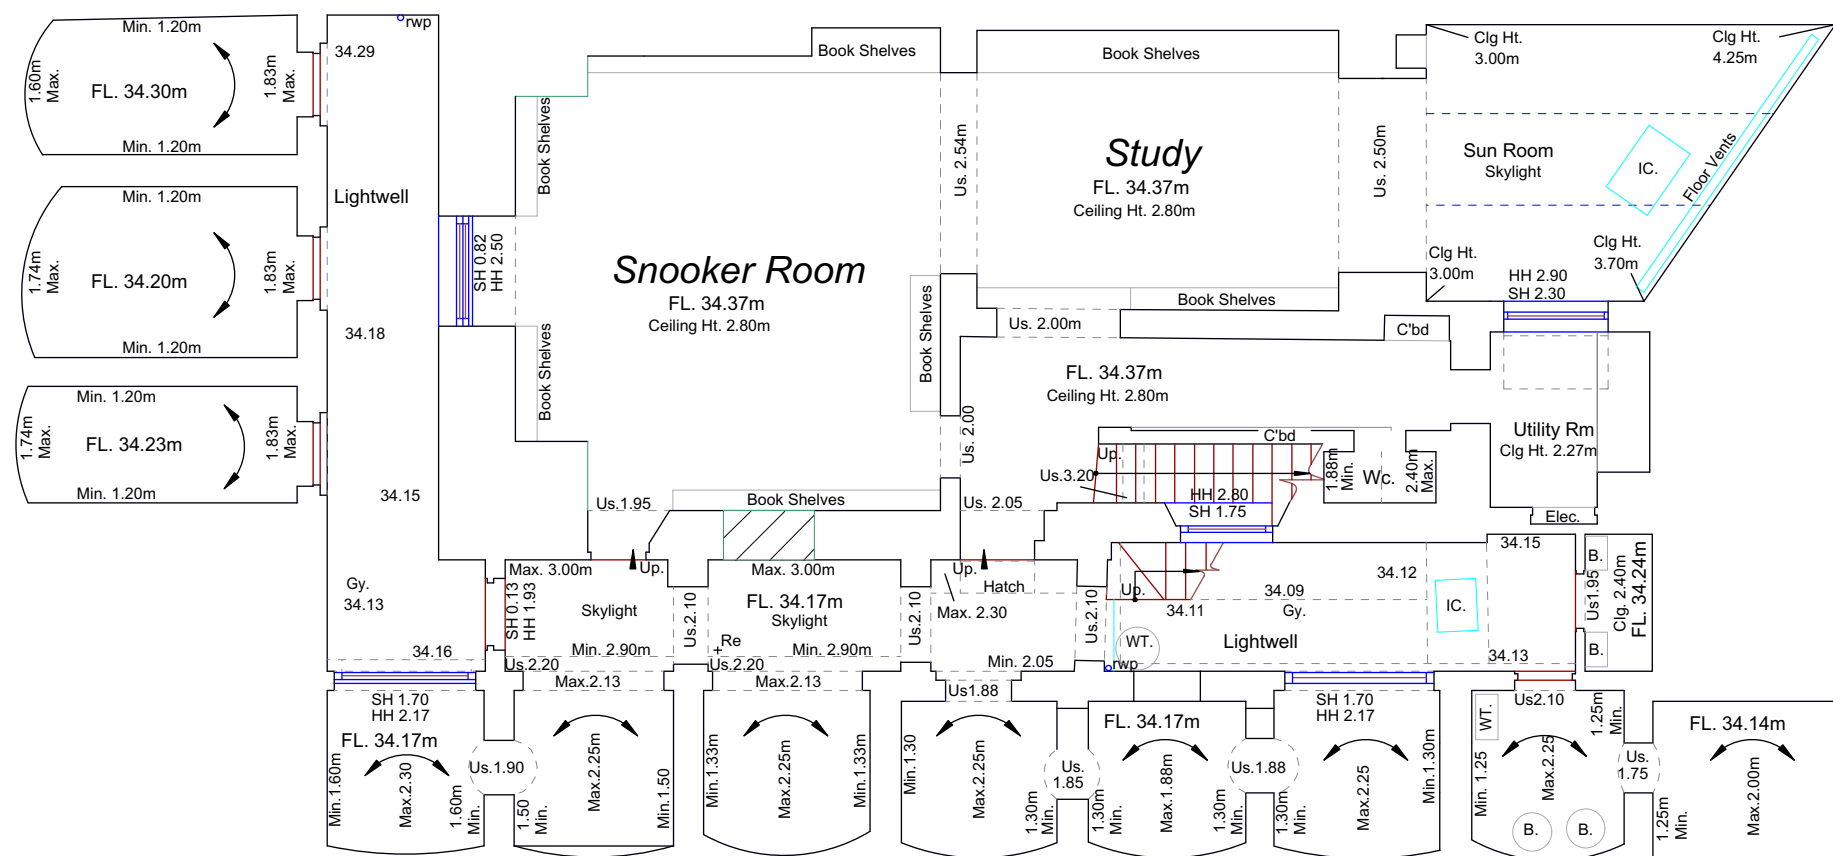 Min. 1.20m
rwp
34.29
1.60m
Max.
FL. 34.30m
1.83m
Max.
Min. 1.20m
Min. 1.20m
Lightwell
1.74m
Max.
FL. 34.20m
1.83m
Max.
34.18
Min. 1.20m
Min. 1.20m
1.74m
Max.
FL. 34.23m
1.83m
Max.
Min. 1.20m
34.15
Gy.
34.13
34.16
Book Shelves
Book Shelves
SH 0.82
HH 2.50
Snooker Room
FL. 34.37m
Ceiling Ht. 2.80m
Book Shelves
Book Shelves
Book Shelves
Us. 2.54m
Us. 2.00
Book Shelves
Study
FL. 34.37m
Ceiling Ht. 2.80m
Book Shelves
Us. 2.50m
Clg Ht.
3.00m
Clg Ht.
4.25m
Sun Room
Skylight
IC.
Floor Vents
Clg Ht.
3.00m
Clg Ht.
3.70m
HH 2.90
SH 2.30
Us. 2.00m
C'bd
FL. 34.37m
Ceiling Ht. 2.80m
Utility Rm
Clg Ht. 2.27m
C'bd
Up.
Us.3.20
1.88m
Min.
Wc.
2.40m
Max.
HH 2.80
SH 1.75
Elec.
Us.1.95
Us. 2.05
Max. 3.00m
Up.
Max. 3.00m
Up.
Hatch
Max. 2.30
SH 0.13
HH 1.93
Skylight
Us.2.10
FL. 34.17m
Skylight
Us.2.10
Us.2.10
Up.
34.11
34.09
Gy.
34.12
34.15
IC.
Us1.95
B.
Clg. 2.40m
FL. 34.24m
B.
Min. 2.90m
Re
Min. 2.90m
Min. 2.05
WT.
rwp
Lightwell
34.13
Us.2.20
Us.2.20
Max.2.13
Max.2.13
Us1.88
SH 1.70
HH 2.17
FL. 34.17m
Min.1.60m
Max.2.30
1.60m
Min.
Us.1.90
1.50
Min.
Max.2.25m
Min.1.50
Min.1.33m
Max.2.25m
Min.1.33m
Min.1.30
Max.2.25m
1.30m
Min.
Us.
1.85
1.30m
Min.
FL. 34.17m
Max.1.88m
1.30m
Min.
Us.1.88
1.30m
Min.
SH 1.70
HH 2.17
Max.2.25
Min.1.30m
WT.
Us2.10
1.25m
Min.
Min. 1.25
Max.2.25
B.
B.
Us.
1.75
1.25m
Min.
FL. 34.14m
Max.2.00m